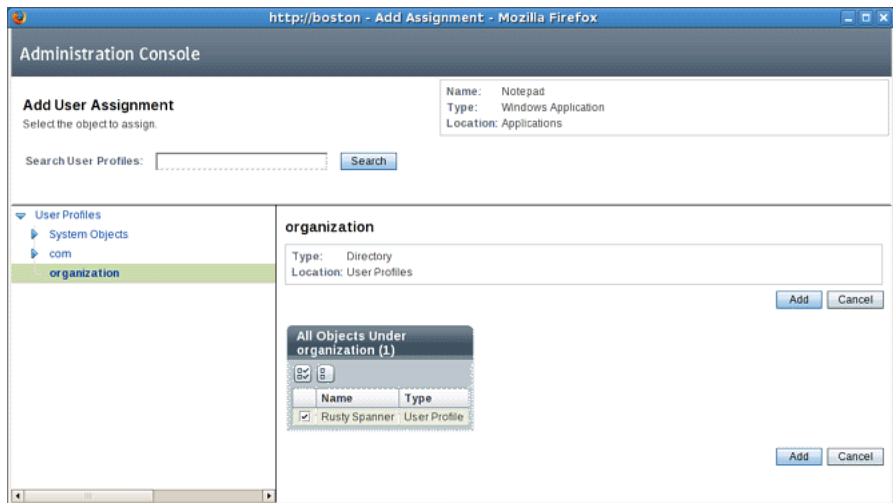 http://boston - Add Assignment - Mozilla Firefox
Administration Console
Add User Assignment
Select the object to assign.
Name: Notepad
Type: Windows Application
Location: Applications
Search User Profiles:
Search
User Profiles
System Objects
com
organization
organization
Type: Directory
Location: User Profiles
Add Cancel
All Objects Under
organization (1)
Name Type
Rusty Spanner User Profile
Add Cancel